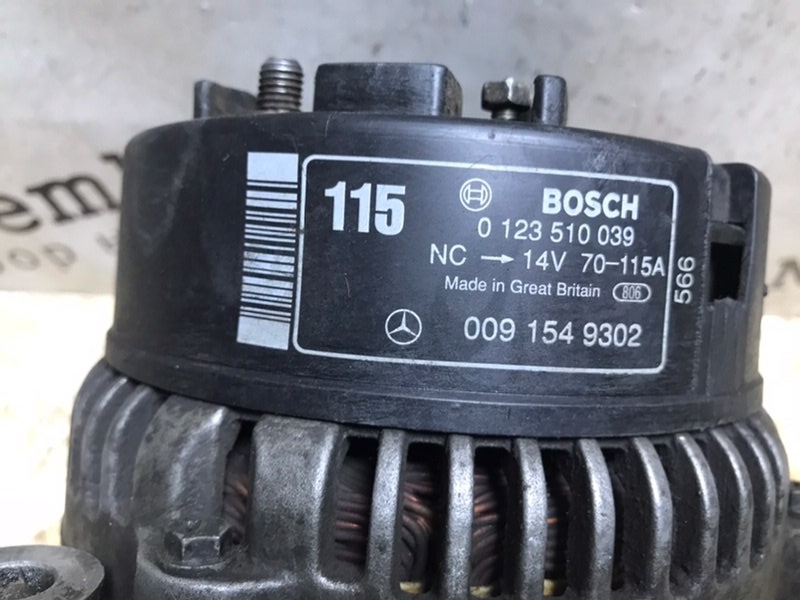 115
BOSCH
0 123 510 039
NC → 14V 70-115A
Made in Great Britain 806
009 154 9302
566